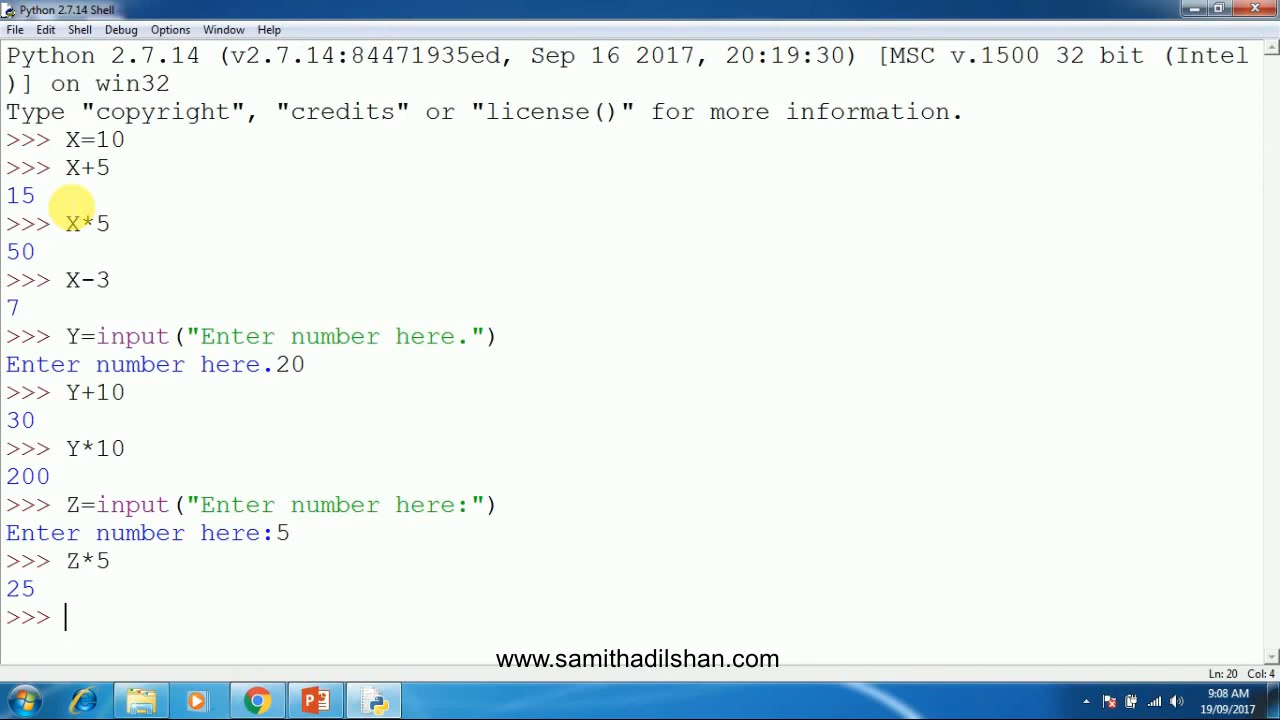 Python 2.7.14 Shell
File Edit Shell Debug Options Window Help
Python 2.7.14 (v2.7.14:84471935ed, Sep 16 2017, 20:19:30) [MSC v.1500 32 bit (Intel
)] on win32
Type "copyright", "credits" or "license()" for more information.
>>> X=10
>>> X+5
15
>>> X*5
50
>>> X-3
7
>>> Y=input("Enter number here.")
Enter number here.20
>>> Y+10
30
>>> Y*10
200
>>> Z=input("Enter number here:")
Enter number here:5
>>> Z*5
25
>>>
www.samithadilshan.com
Ln: 20 Col: 4
9:08 AM
19/09/2017